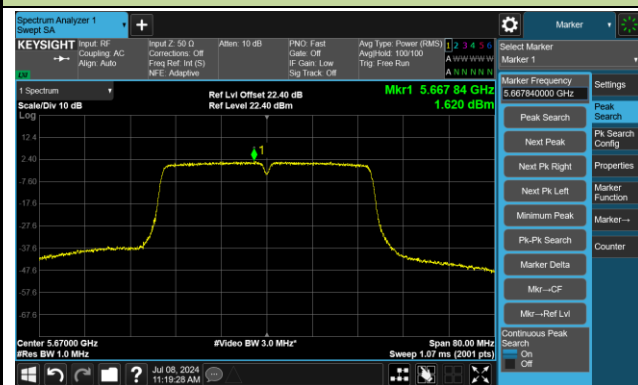 Spectrum Analyzer 1
Swept SA
+
Marker
KEYSIGHT
Input: RF
Coupling: AC
Align: Auto
Input Z: 50 Ω
Corrections: Off
Freq Ref: Int (S)
NFE: Adaptive
Atten: 10 dB
PNO: Fast
Gate: Off
IF Gain: Low
Sig Track: Off
Avg Type: Power (RMS)
Avg|Hold: 100/100
Trig: Free Run
1 2 3 4 5 6
A W W W W W
A N N N N N
Select Marker
Marker 1
LXI
1 Spectrum
Scale/Div 10 dB
Log
Ref Lvl Offset 22.40 dB
Ref Level 22.40 dBm
Mkr1 5.667 84 GHz
1.620 dBm
12.4
2.40
-7.60
-17.6
-27.6
-37.6
-47.6
-57.6
-67.6
1
Center 5.67000 GHz
#Res BW 1.0 MHz
#Video BW 3.0 MHz*
Span 80.00 MHz
Sweep 1.07 ms (2001 pts)
Marker Frequency
5.667840000 GHz
Peak Search
Next Peak
Next Pk Right
Next Pk Left
Minimum Peak
Pk-Pk Search
Marker Delta
Mkr→CF
Mkr→Ref Lvl
Continuous Peak
Search
On
Off
Settings
Peak
Search
Pk Search
Config
Properties
Marker
Function
Marker→
Counter
?
Jul 08, 2024
11:19:28 AM